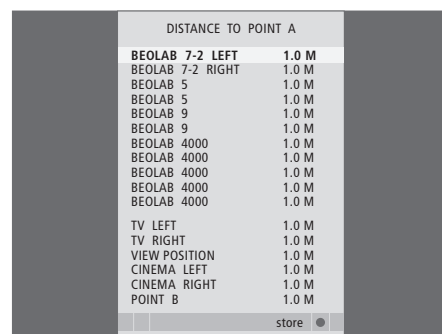 DISTANCE TO POINT A
BEOLAB 7-2 LEFT 1.0 M
BEOLAB 7-2 RIGHT 1.0 M
BEOLAB 5 1.0 M
BEOLAB 5 1.0 M
BEOLAB 9 1.0 M
BEOLAB 9 1.0 M
BEOLAB 4000 1.0 M
BEOLAB 4000 1.0 M
BEOLAB 4000 1.0 M
BEOLAB 4000 1.0 M
BEOLAB 4000 1.0 M
TV LEFT 1.0 M
TV RIGHT 1.0 M
VIEW POSITION 1.0 M
CINEMA LEFT 1.0 M
CINEMA RIGHT 1.0 M
POINT B 1.0 M
store